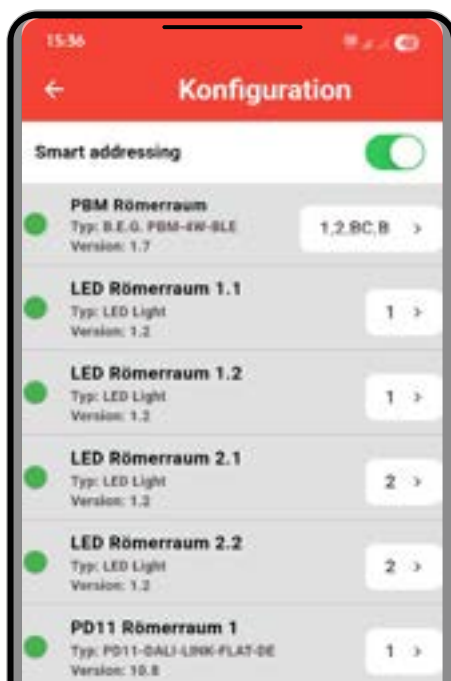 15:36
Konfiguration
Smart addressing
PBM Römerraum
Typ: B.E.G. PBM-4W-BLE
Version: 1.7
1,2,BC,B
LED Römerraum 1.1
Typ: LED Light
Version: 1.2
1
LED Römerraum 1.2
Typ: LED Light
Version: 1.2
1
LED Römerraum 2.1
Typ: LED Light
Version: 1.2
2
LED Römerraum 2.2
Typ: LED Light
Version: 1.2
2
PD11 Römerraum 1
Typ: PD11-DALI-LINK-FLAT-DE
Version: 10.8
1